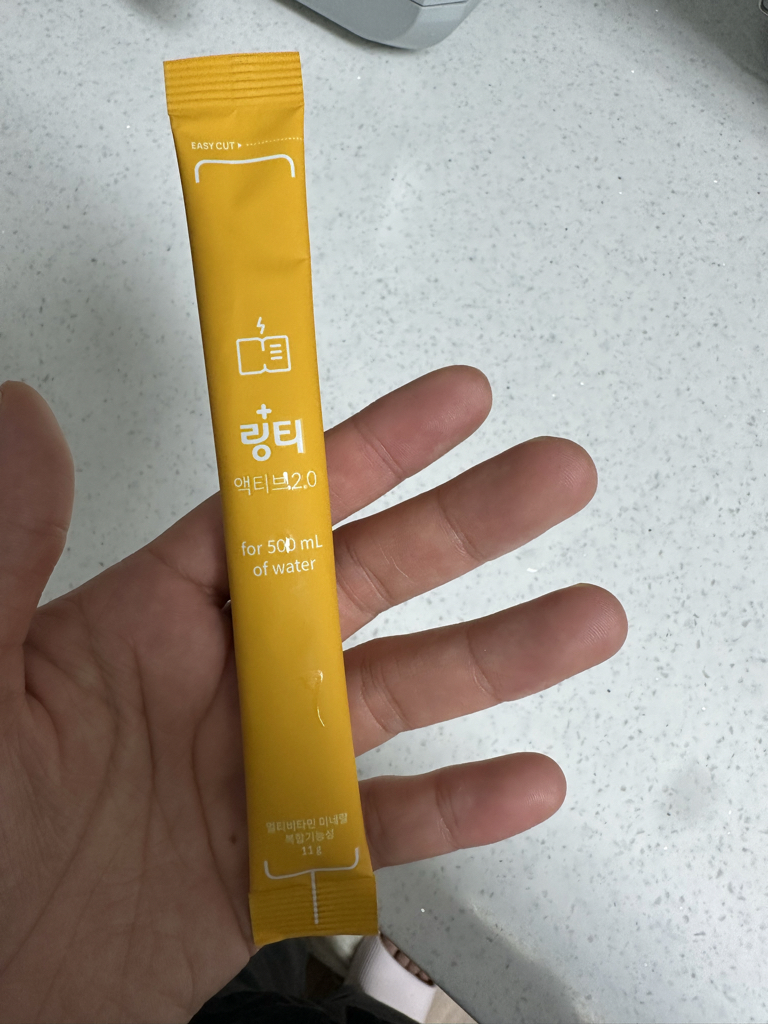 EASY CUT
링티
액티브2.0
for 500 mL
of water
멀티비타민 미네랄
복합기능성
11 g